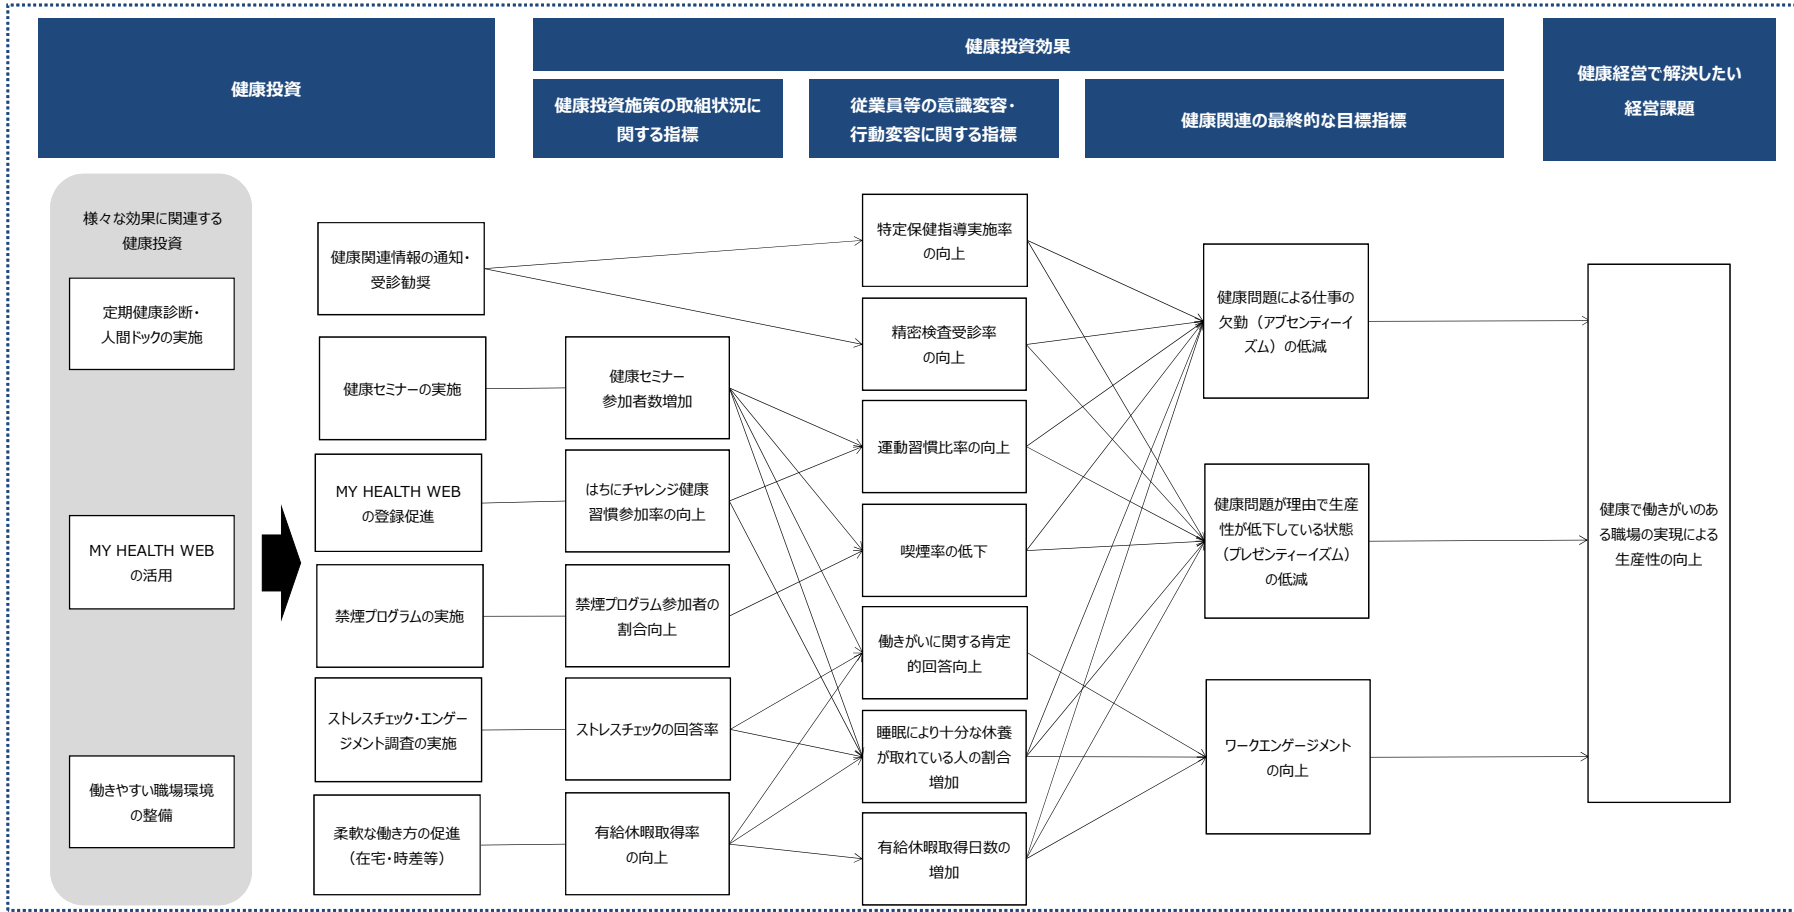 健康投資
健康投資効果
健康投資施策の取組状況に
関する指標
従業員等の意識変容・
行動変容に関する指標
健康関連の最終的な目標指標
健康経営で解決したい
経営課題
様々な効果に関連する
健康投資
定期健康診断・
人間ドックの実施
MY HEALTH WEB
の活用
働きやすい職場環境
の整備
健康関連情報の通知・
受診勧奨
健康セミナーの実施
MY HEALTH WEB
の登録促進
禁煙プログラムの実施
ストレスチェック・エンゲー
ジメント調査の実施
柔軟な働き方の促進
（在宅・時差等）
健康セミナー
参加者数増加
はちにチャレンジ健康
習慣参加率の向上
禁煙プログラム参加者の
割合向上
ストレスチェックの回答率
有給休暇取得率
の向上
特定保健指導実施率
の向上
精密検査受診率
の向上
運動習慣比率の向上
喫煙率の低下
働きがいに関する肯定
的回答向上
睡眠により十分な休養
が取れている人の割合
増加
有給休暇取得日数の
増加
健康問題による仕事の
欠勤（アブセンティーイ
ズム）の低減
健康問題が理由で生産
性が低下している状態
（プレゼンティーイズム）
の低減
ワークエンゲージメント
の向上
健康で働きがいのあ
る職場の実現による
生産性の向上